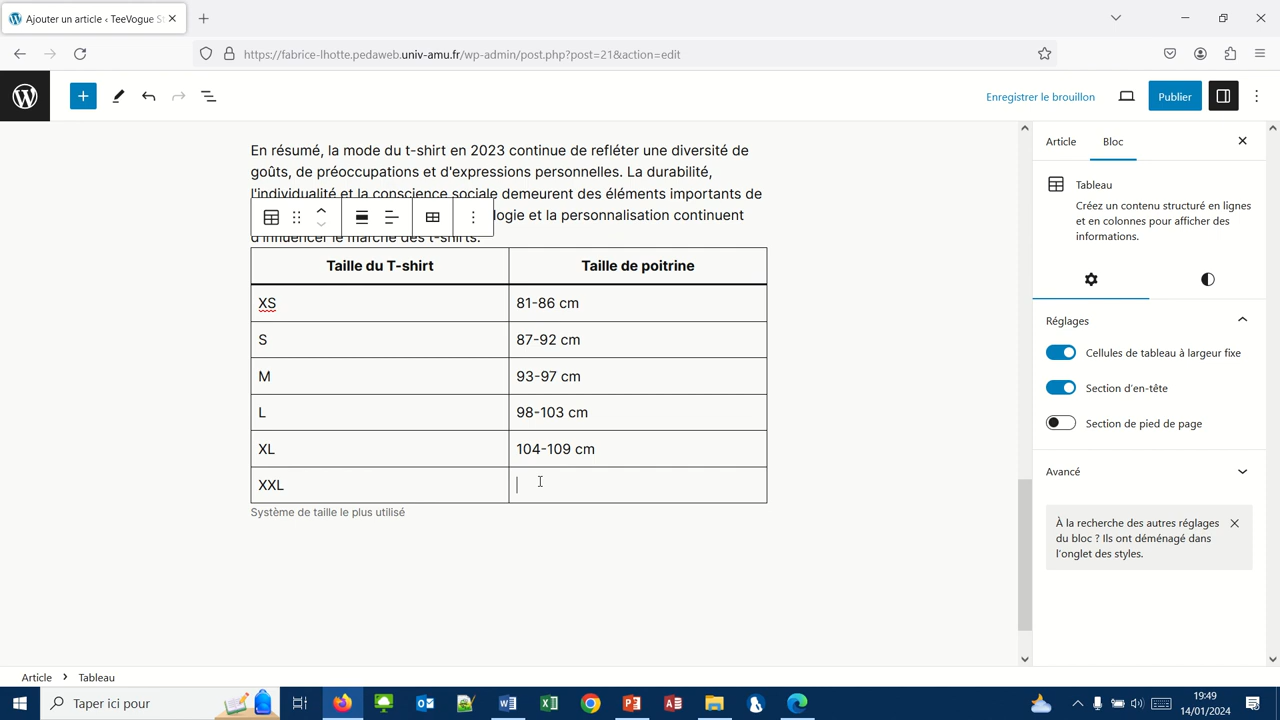 Ajouter un article ‹ TeeVogue S
https://fabrice-lhotte.pedaweb.univ-amu.fr/wp-admin/post.php?post=21&action=edit
Enregistrer le brouillon
Publier
En résumé, la mode du t-shirt en 2023 continue de refléter une diversité de
goûts, de préoccupations et d'expressions personnelles. La durabilité,
l'individualité et la conscience sociale demeurent des éléments importants de
logie et la personnalisation continuent
d'influencer le marché des t-shirts.
Taille du T-shirt
Taille de poitrine
XS
81-86 cm
S
87-92 cm
M
93-97 cm
L
98-103 cm
XL
104-109 cm
XXL
Système de taille le plus utilisé
Article
Bloc
Tableau
Créez un contenu structuré en lignes
et en colonnes pour afficher des
informations.
Réglages
Cellules de tableau à largeur fixe
Section d'en-tête
Section de pied de page
Avancé
À la recherche des autres réglages
du bloc ? Ils ont déménagé dans
l'onglet des styles.
Article
Tableau
Taper ici pour
19:49
14/01/2024